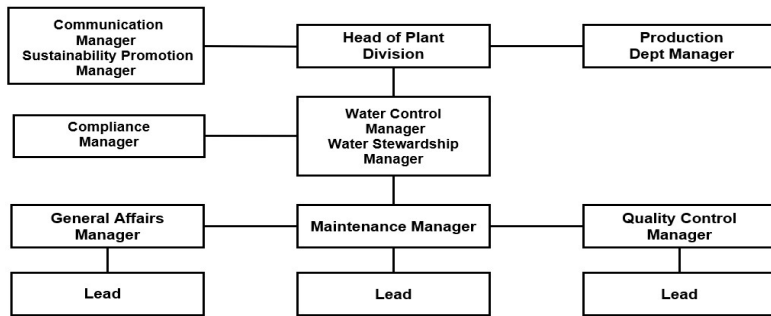 Communication
Manager
Sustainability Promotion
Manager
Head of Plant
Division
Production
Dept Manager
Compliance
Manager
Water Control
Manager
Water Stewardship
Manager
General Affairs
Manager
Maintenance Manager
Quality Control
Manager
Lead
Lead
Lead